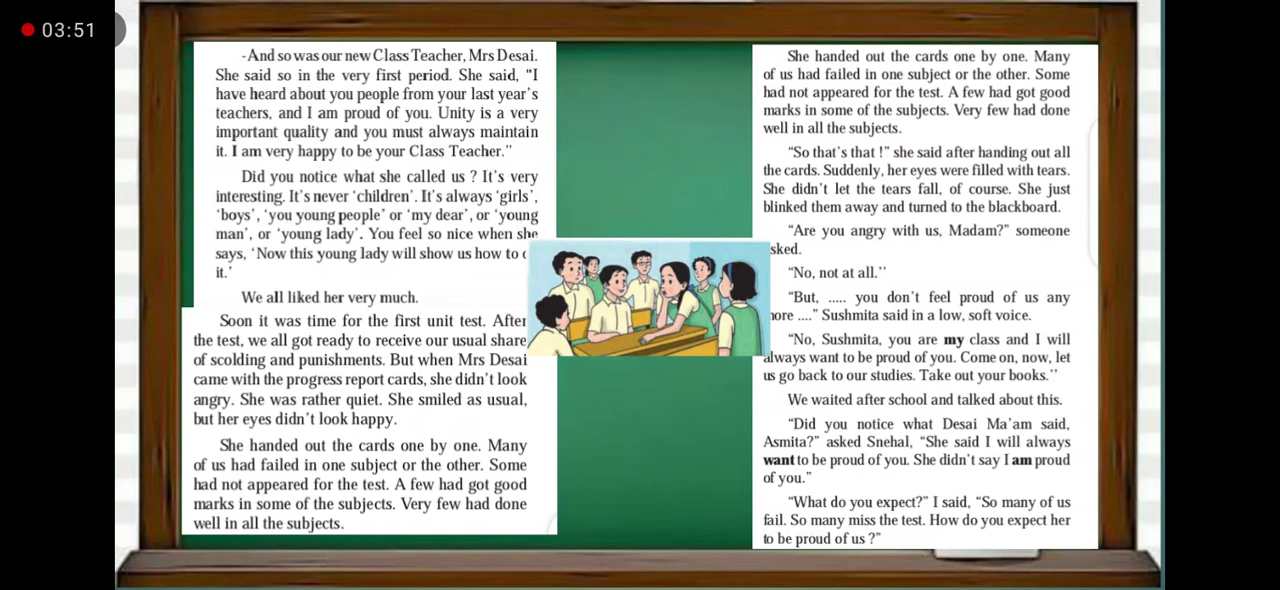 03:51
-And so was our new Class Teacher, Mrs Desai.
She said so in the very first period. She said, “I
have heard about you people from your last year’s
teachers, and I am proud of you. Unity is a very
important quality and you must always maintain
it. I am very happy to be your Class Teacher.”
Did you notice what she called us ? It’s very
interesting. It’s never ‘children’. It’s always ‘girls’,
‘boys’, ‘you young people’ or ‘my dear’, or ‘young
man’, or ‘young lady’. You feel so nice when she
says, ‘Now this young lady will show us how to
it.’
We all liked her very much.
Soon it was time for the first unit test. After
the test, we all got ready to receive our usual share
of scolding and punishments. But when Mrs Desai
came with the progress report cards, she didn’t look
angry. She was rather quiet. She smiled as usual,
but her eyes didn’t look happy.
She handed out the cards one by one. Many
of us had failed in one subject or the other. Some
had not appeared for the test. A few had got good
marks in some of the subjects. Very few had done
well in all the subjects.
She handed out the cards one by one. Many
of us had failed in one subject or the other. Some
had not appeared for the test. A few had got good
marks in some of the subjects. Very few had done
well in all the subjects.
“So that’s that !” she said after handing out all
the cards. Suddenly, her eyes were filled with tears.
She didn’t let the tears fall, of course. She just
blinked them away and turned to the blackboard.
“Are you angry with us, Madam?” someone
sked.
“No, not at all.’’
“But, ..... you don’t feel proud of us any
more ....” Sushmita said in a low, soft voice.
“No, Sushmita, you are my class and I will
always want to be proud of you. Come on, now, let
us go back to our studies. Take out your books.’’
We waited after school and talked about this.
“Did you notice what Desai Ma’am said,
Asmita?” asked Snehal, “She said I will always
want to be proud of you. She didn’t say I am proud
of you.”
“What do you expect?” I said, “So many of us
fail. So many miss the test. How do you expect her
to be proud of us ?”